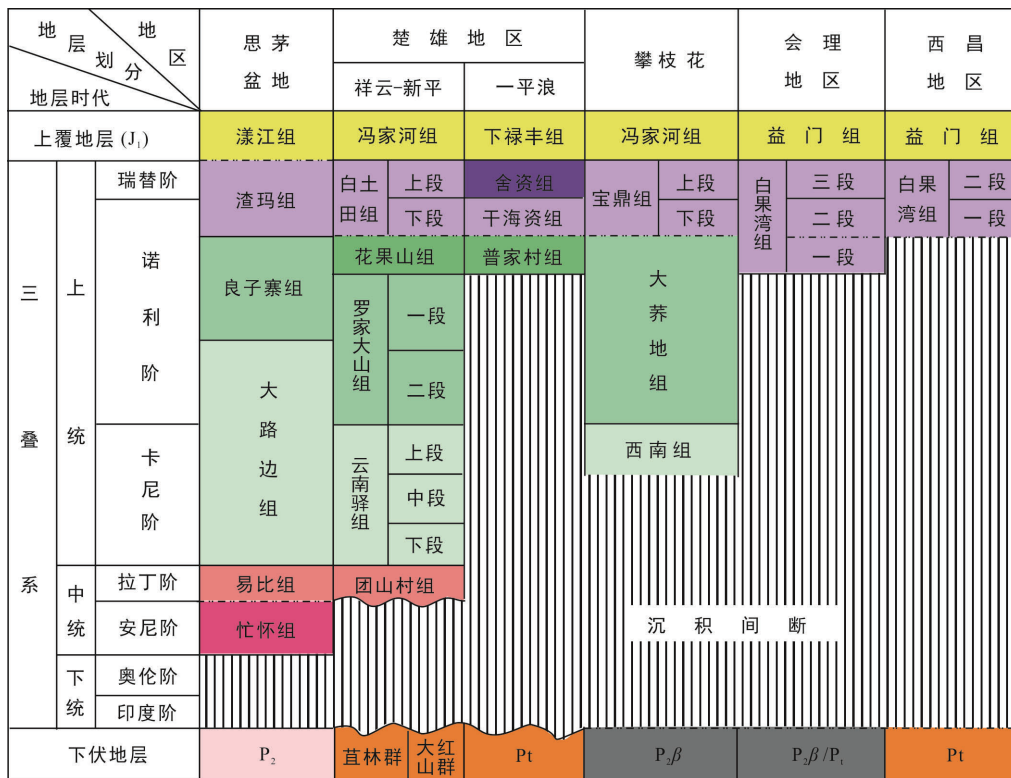 地层划分
地区
地层时代
思茅盆地
楚雄地区
祥云-新平
一平浪
攀枝花
会理地区
西昌地区
上覆地层(J₁)
漾江组
冯家河组
下禄丰组
冯家河组
益门组
益门组
三叠系
上统
瑞替阶
渣玛组
白土田组
上段
下段
舍资组
干海资组
宝鼎组
上段
下段
白果湾组
三段
二段
一段
白果湾组
二段
一段
诺利阶
良子寨组
花果山组
普家村组
大荞地组
罗家大山组
一段
二段
大路边组
卡尼阶
云南驿组
上段
中段
下段
西南组
中统
拉丁阶
易比组
团山村组
安尼阶
忙怀组
沉积间断
下统
奥伦阶
印度阶
下伏地层
P₂
苴林群
大红山群
Pt
P₂β
P₂β/P₁
Pt